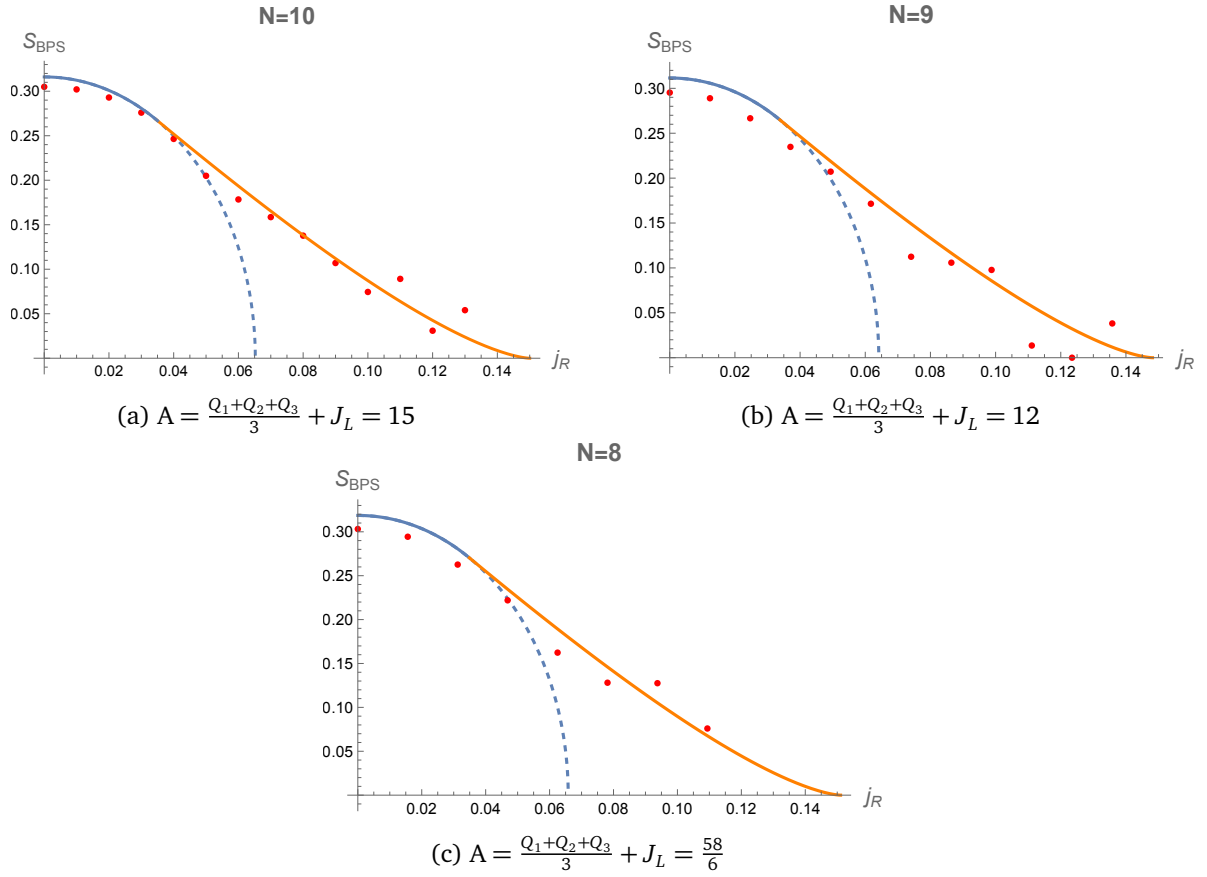 N=10
S_BPS
0.30
0.25
0.20
0.15
0.10
0.05
0.02 0.04 0.06 0.08 0.10 0.12 0.14
j_R
(a) A = \frac{Q_1+Q_2+Q_3}{3} + J_L = 15
N=9
S_BPS
0.30
0.25
0.20
0.15
0.10
0.05
0.02 0.04 0.06 0.08 0.10 0.12 0.14
j_R
(b) A = \frac{Q_1+Q_2+Q_3}{3} + J_L = 12
N=8
S_BPS
0.30
0.25
0.20
0.15
0.10
0.05
0.02 0.04 0.06 0.08 0.10 0.12 0.14
j_R
(c) A = \frac{Q_1+Q_2+Q_3}{3} + J_L = \frac{58}{6}